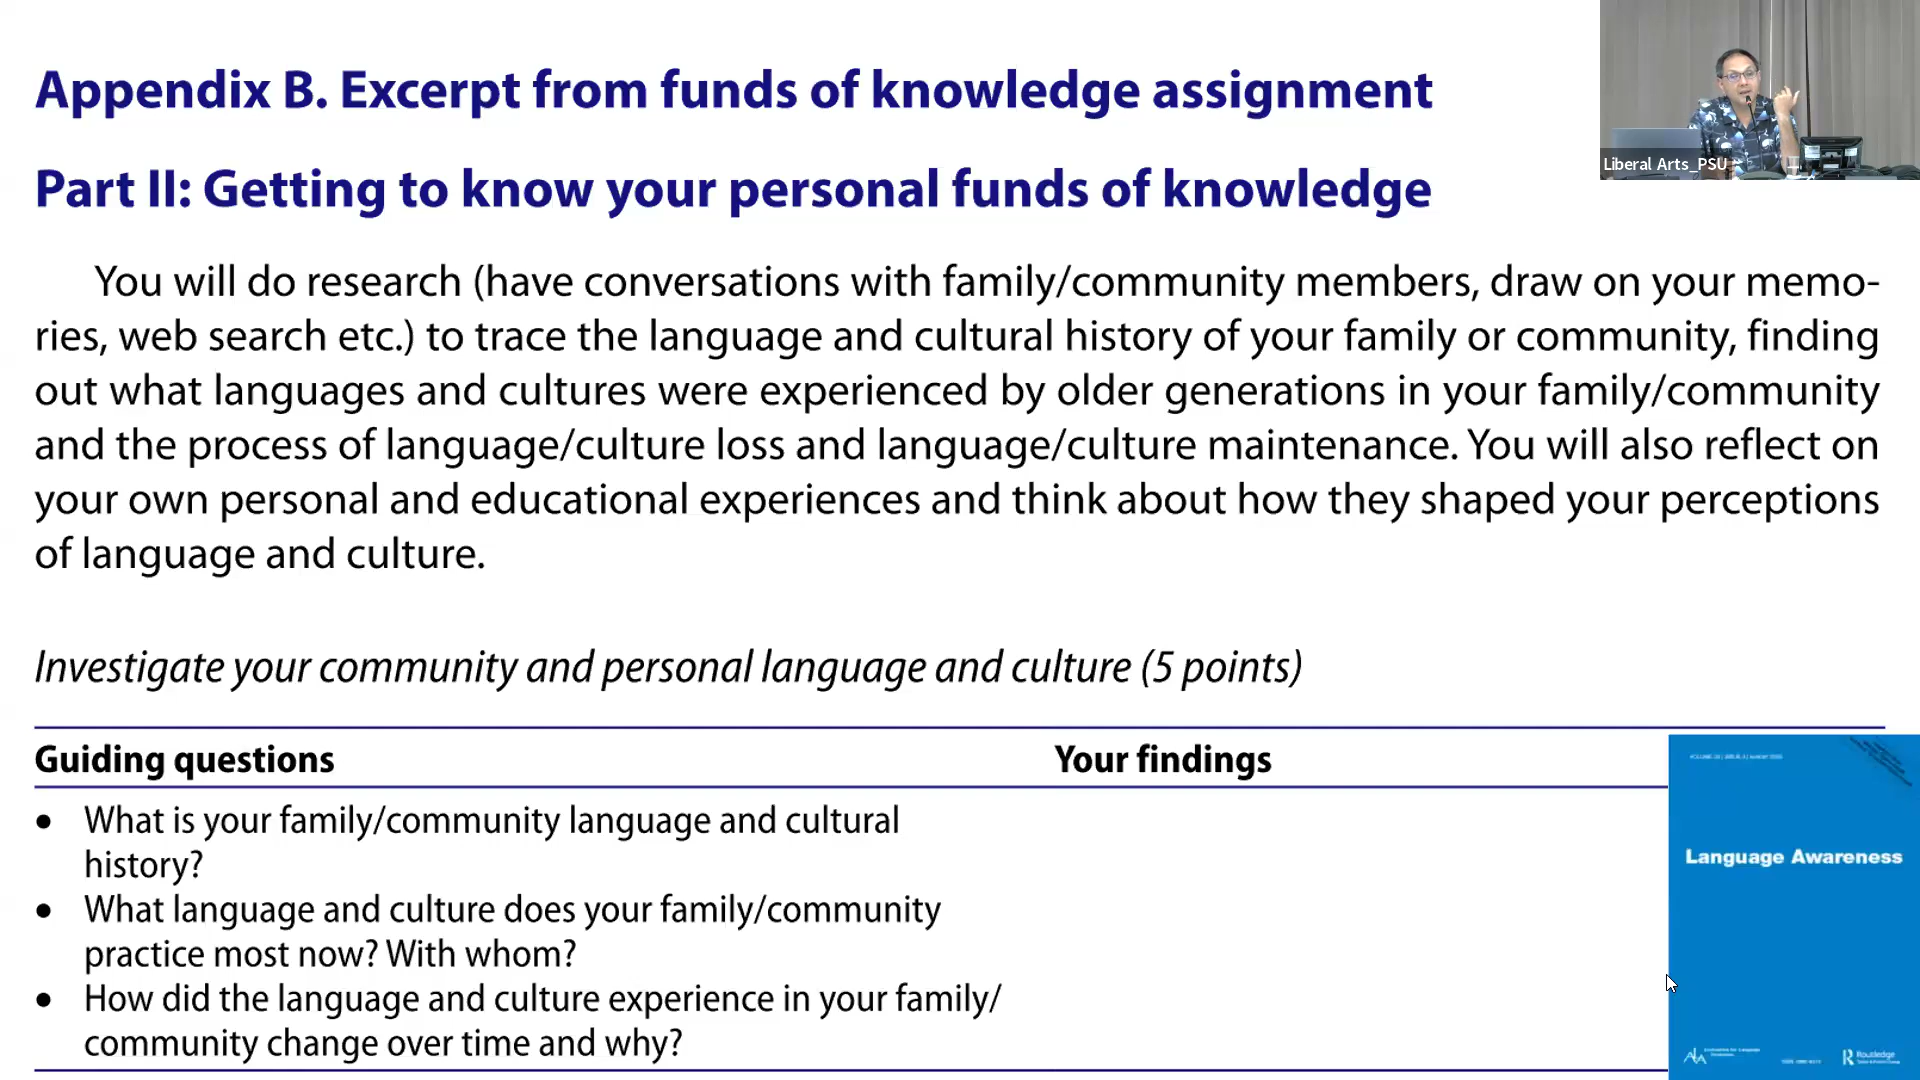 Appendix B. Excerpt from funds of knowledge assignment
Liberal Arts_PSU
Part II: Getting to know your personal funds of knowledge
You will do research (have conversations with family/community members, draw on your memo-
ries, web search etc.) to trace the language and cultural history of your family or community, finding
out what languages and cultures were experienced by older generations in your family/community
and the process of language/culture loss and language/culture maintenance. You will also reflect on
your own personal and educational experiences and think about how they shaped your perceptions
of language and culture.
Investigate your community and personal language and culture (5 points)
Guiding questions Your findings
• What is your family/community language and cultural
history?
• What language and culture does your family/community
practice most now? With whom?
• How did the language and culture experience in your family/
community change over time and why?
Language Awareness
Routledge